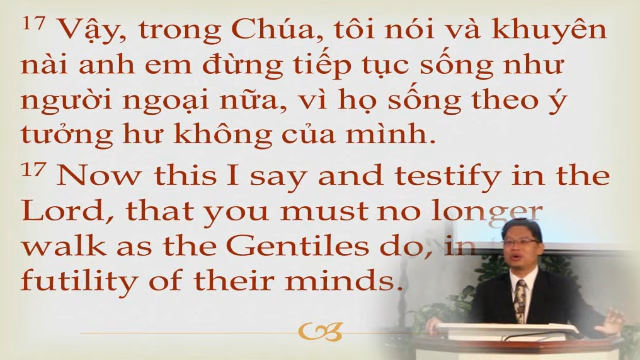 17 Vậy, trong Chúa, tôi nói và khuyên
nài anh em đừng tiếp tục sống như
người ngoại nữa, vì họ sống theo ý
tưởng hư không của mình.
17 Now this I say and testify in the
Lord, that you must no longer
walk as the Gentiles do, in
futility of their minds.